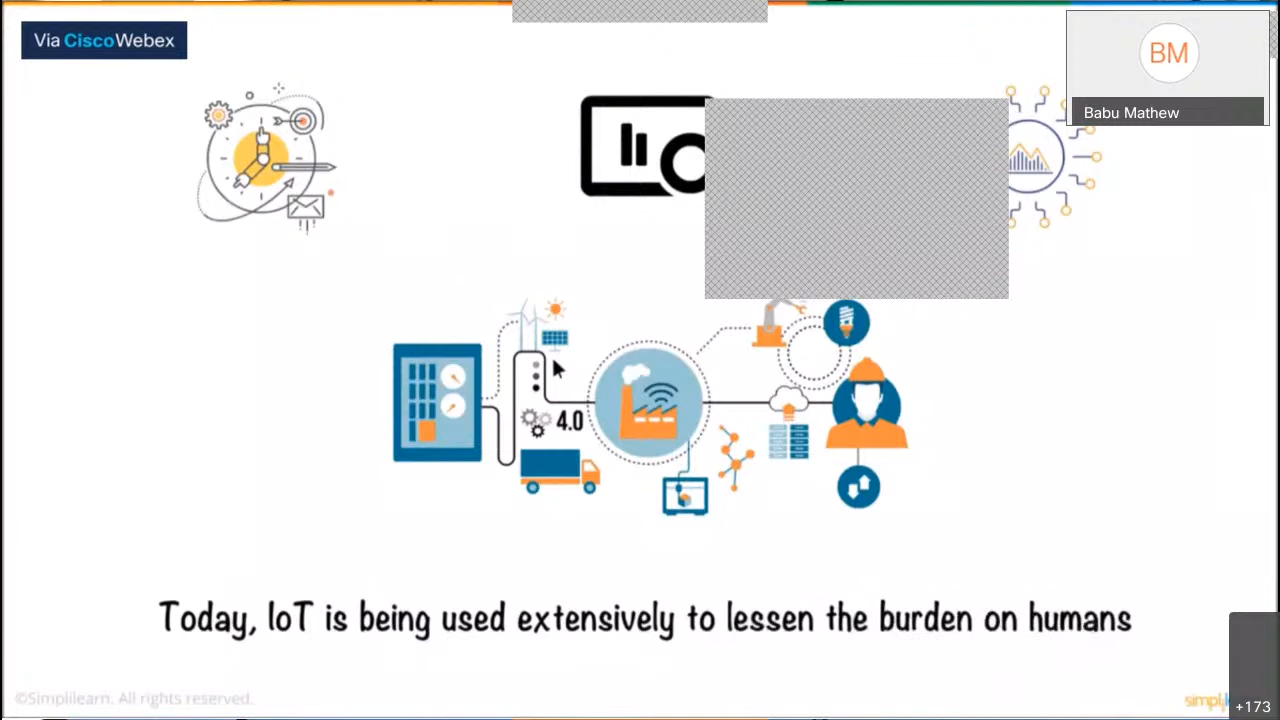 Via CiscoWebex
BM
Babu Mathew
4.0
Today, IoT is being used extensively to lessen the burden on humans
©Simplilearn. All rights reserved.
+173